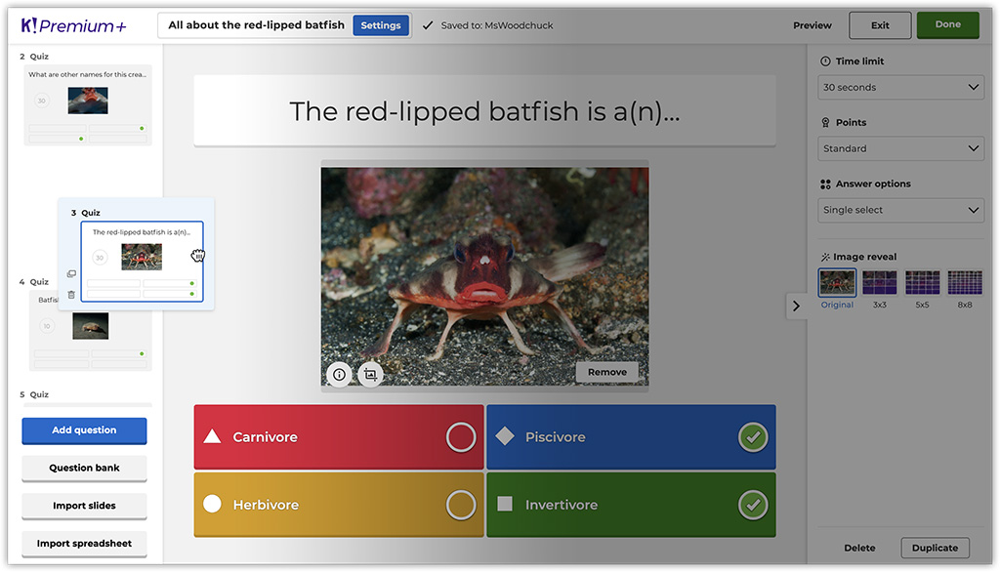 K!Premium+
All about the red-lipped batfish
Settings
Saved to: MsWoodchuck
Preview
Exit
Done
2 Quiz
What are other names for this crea...
30
3 Quiz
The red-lipped batfish is a(n)...
30
4 Quiz
Batfis
10
5 Quiz
Add question
Question bank
Import slides
Import spreadsheet
The red-lipped batfish is a(n)...
Remove
Carnivore
Piscivore
Herbivore
Invertivore
Time limit
30 seconds
Points
Standard
Answer options
Single select
Image reveal
Original
3x3
5x5
8x8
Delete
Duplicate